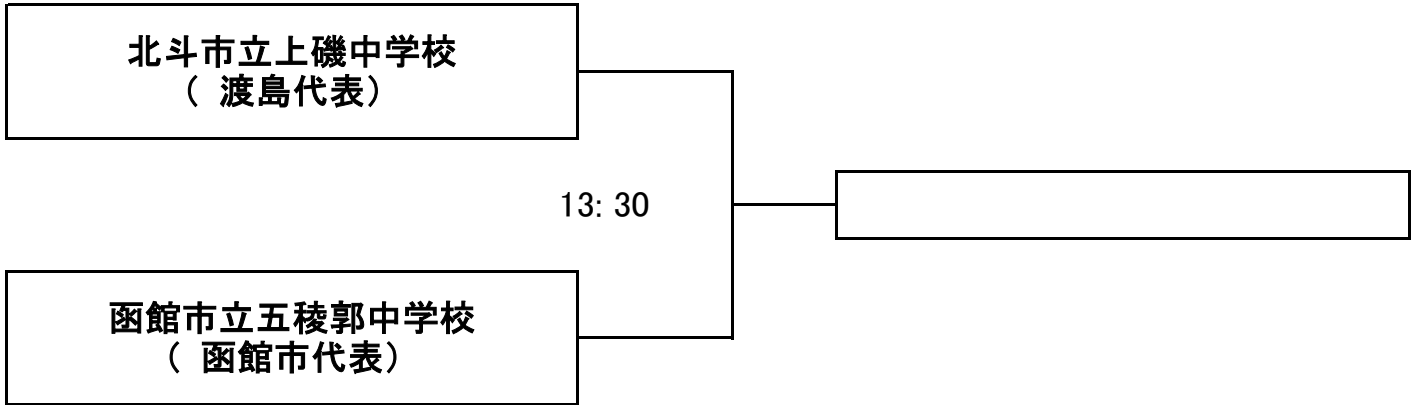 北斗市立上磯中学校
（ 渡島代表）
13: 30
函館市立五稜郭中学校
（ 函館市代表）